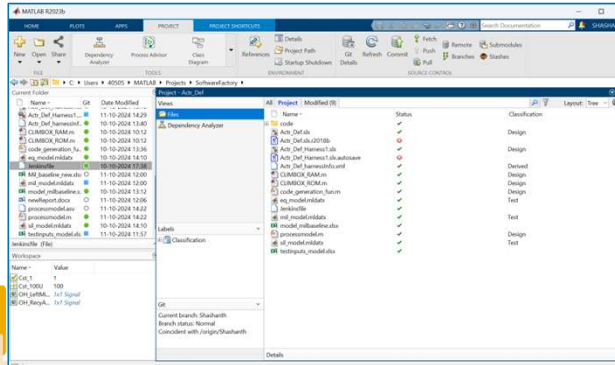 MATLAB R2023b
HOME PLOTS APPS PROJECT PROJECT SHORTCUTS
Search Documentation
New Open Share
Dependency Analyzer
Process Advisor
Class Diagram
References
Details
Project Path
Startup Shutdown
Git Details
Refresh Commit
Fetch
Push
Pull
Remote
Branches
Submodules
Stashes
FILE TOOLS ENVIRONMENT SOURCE CONTROL
C: Users 40505 MATLAB Projects SoftwareFactory
Current Folder
Name Git Date Modified
Actr_Def_Harness1... 11-10-2024 14:29
Actr_Def_harnessInf... 11-10-2024 13:40
CLIMBOX_RAM.m 10-10-2024 10:12
CLIMBOX_ROM.m 10-10-2024 10:12
code_generation_fu... 10-10-2024 13:36
eq_model.mldatx 10-10-2024 14:10
Jenkinsfile 10-10-2024 17:38
Mil_baseline_new.xlsx 11-10-2024 12:00
mil_model.mldatx 11-10-2024 12:00
model_milbaseline.x... 10-10-2024 13:12
newReport.docx 11-10-2024 12:06
processmodel.asv 11-10-2024 14:22
processmodel.m 11-10-2024 14:22
sil_model.mldatx 10-10-2024 14:10
testinputs_model.xls 10-10-2024 11:57
Jenkinsfile (File)
Workspace
Name Value
Cst_1 1
Cst_100U 100
OH_LeftMi... 1x1 Signal
OH_RecyA... 1x1 Signal
Project - Actr_Def
Views
Files
Dependency Analyzer
Labels
Classification
Git
Current branch: Shashanth
Branch status: Normal
Coincident with /origin/Shashanth
All Project Modified (9)
Layout: Tree
Name Status Classification
code
Actr_Def.slx Design
Actr_Def.slx.r2018b
Actr_Def_Harness1.slx Design
Actr_Def_Harness1.slx.autosave
Actr_Def_harnessInfo.xml Derived
CLIMBOX_RAM.m Design
CLIMBOX_ROM.m Design
code_generation_fun.m Design
eq_model.mldatx Test
Jenkinsfile
mil_model.mldatx Test
model_milbaseline.xlsx
processmodel.m Design
sil_model.mldatx Test
testinputs_model.xlsx
Details